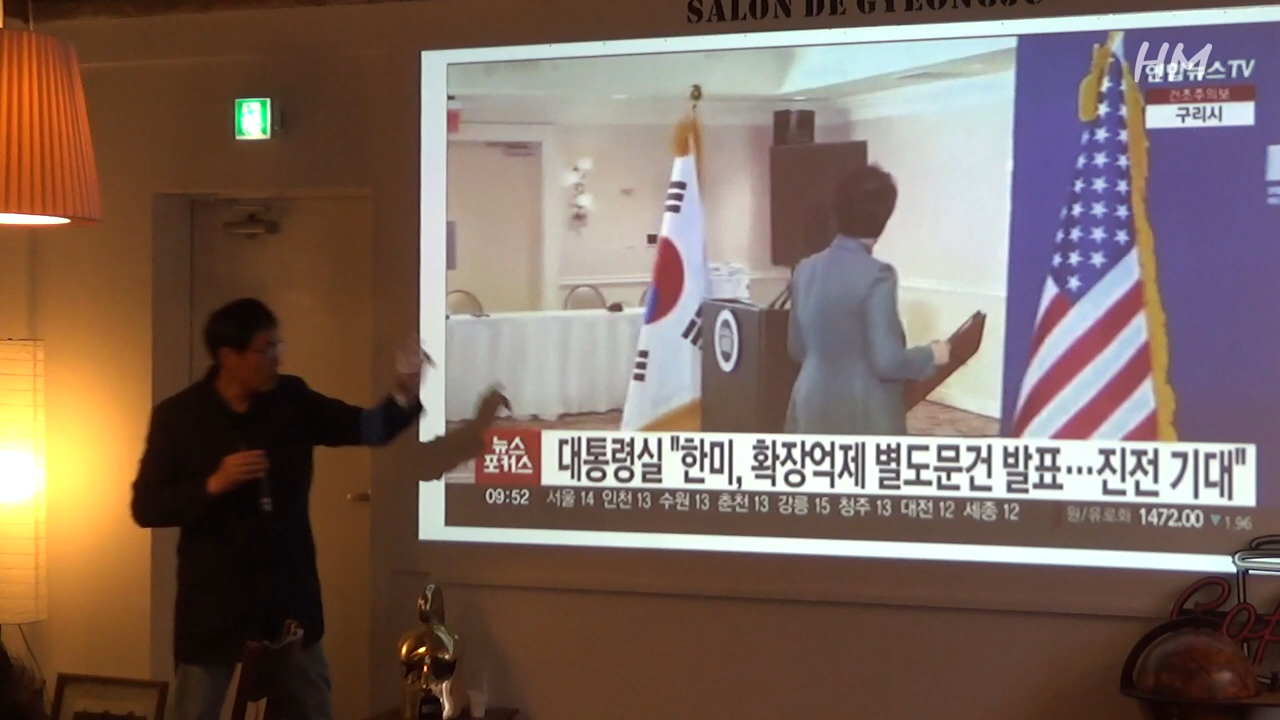 SALON DE GYEONGJU
HM
연합뉴스TV
건조주의보
구리시
뉴스
포커스
대통령실 "한미, 확장억제 별도문건 발표…진전 기대"
09:52 서울 14 인천 13 수원 13 춘천 13 강릉 15 청주 13 대전 12 세종 12 원/유로화 1472.00 ▼1.96